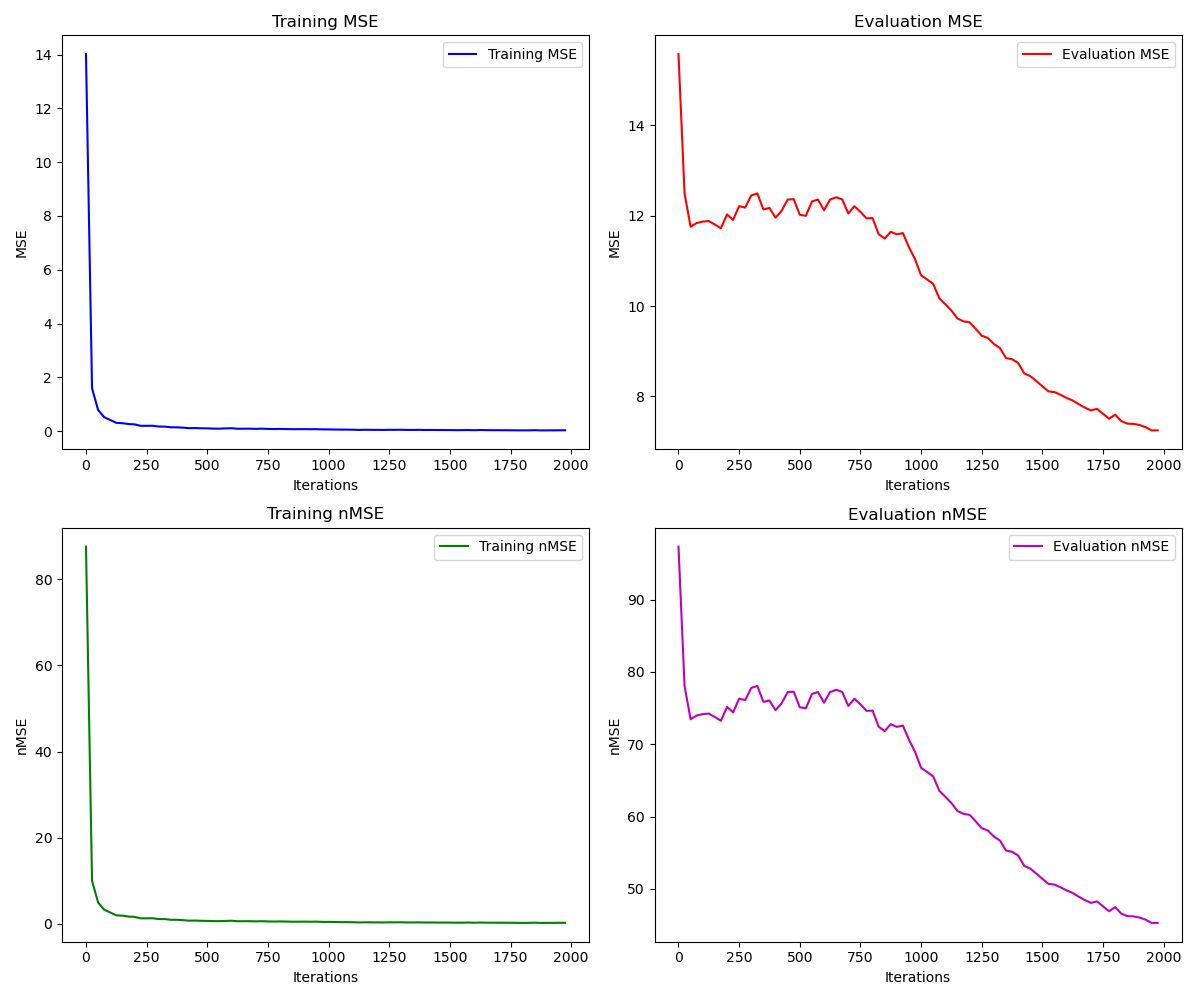 Training MSE
Training MSE
14
12
10
8
6
4
2
0
MSE
0 250 500 750 1000 1250 1500 1750 2000
Iterations
Evaluation MSE
Evaluation MSE
14
12
10
8
MSE
0 250 500 750 1000 1250 1500 1750 2000
Iterations
Training nMSE
Training nMSE
80
60
40
20
0
nMSE
0 250 500 750 1000 1250 1500 1750 2000
Iterations
Evaluation nMSE
Evaluation nMSE
90
80
70
60
50
nMSE
0 250 500 750 1000 1250 1500 1750 2000
Iterations